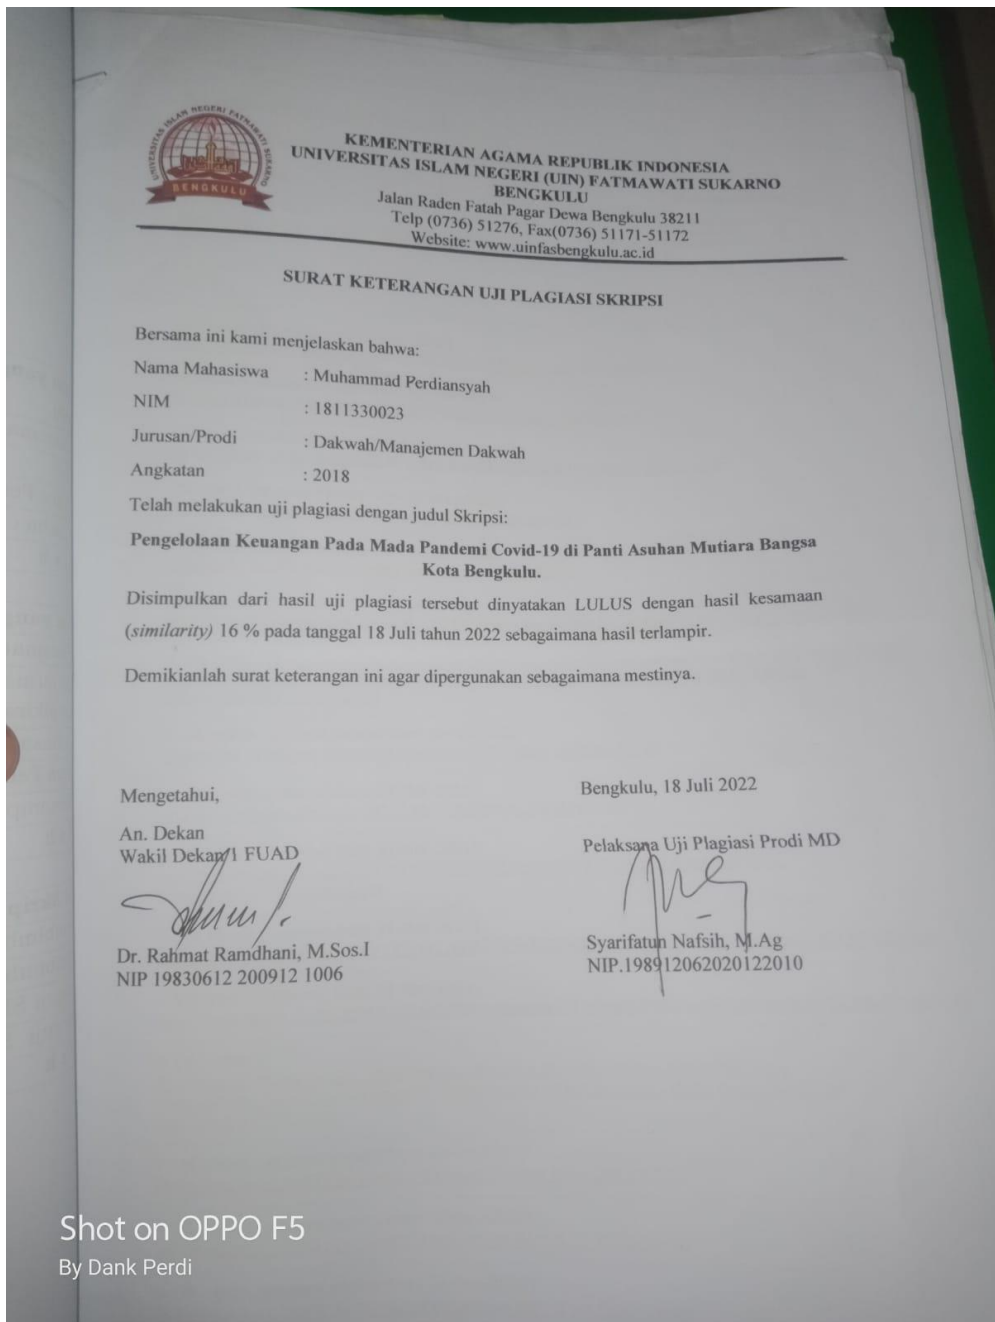 UNIVERSITAS ISLAM NEGERI FATMAWATI SUKARNO
BENGKULU
KEMENTERIAN AGAMA REPUBLIK INDONESIA
UNIVERSITAS ISLAM NEGERI (UIN) FATMAWATI SUKARNO
BENGKULU
Jalan Raden Fatah Pagar Dewa Bengkulu 38211
Telp (0736) 51276, Fax(0736) 51171-51172
Website: www.uinfasbengkulu.ac.id
SURAT KETERANGAN UJI PLAGIASI SKRIPSI
Bersama ini kami menjelaskan bahwa:
Nama Mahasiswa : Muhammad Perdiansyah
NIM : 1811330023
Jurusan/Prodi : Dakwah/Manajemen Dakwah
Angkatan : 2018
Telah melakukan uji plagiasi dengan judul Skripsi:
Pengelolaan Keuangan Pada Mada Pandemi Covid-19 di Panti Asuhan Mutiara Bangsa
Kota Bengkulu.
Disimpulkan dari hasil uji plagiasi tersebut dinyatakan LULUS dengan hasil kesamaan
(similarity) 16 % pada tanggal 18 Juli tahun 2022 sebagaimana hasil terlampir.
Demikianlah surat keterangan ini agar dipergunakan sebagaimana mestinya.
Mengetahui,
An. Dekan
Wakil Dekan 1 FUAD
Dr. Rahmat Ramdhani, M.Sos.I
NIP 19830612 200912 1006
Bengkulu, 18 Juli 2022
Pelaksana Uji Plagiasi Prodi MD
Syarifatun Nafsih, M.Ag
NIP.198912062020122010
Shot on OPPO F5
By Dank Perdi